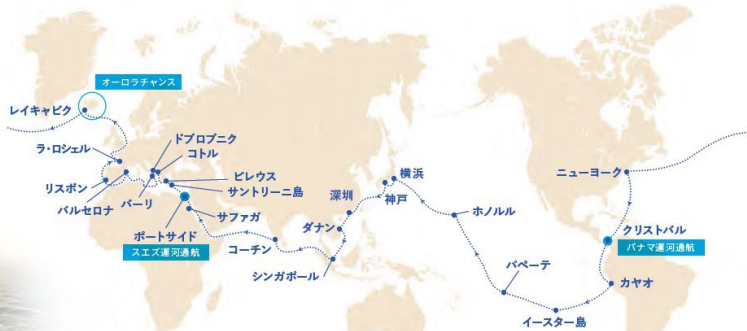 オーロラチャンス
レイキャビク
ドブロブニク
コトル
ラ・ロシェル
ピレウス
横浜
ニューヨーク
リスボン
サントリーニ島
深圳
神戸
バルセロナ
バーリ
サファガ
ホノルル
ダナン
クリストバル
ポートサイド
コーチン
パナマ運河通航
スエズ運河通航
シンガポール
パペーテ
カヤオ
イースター島